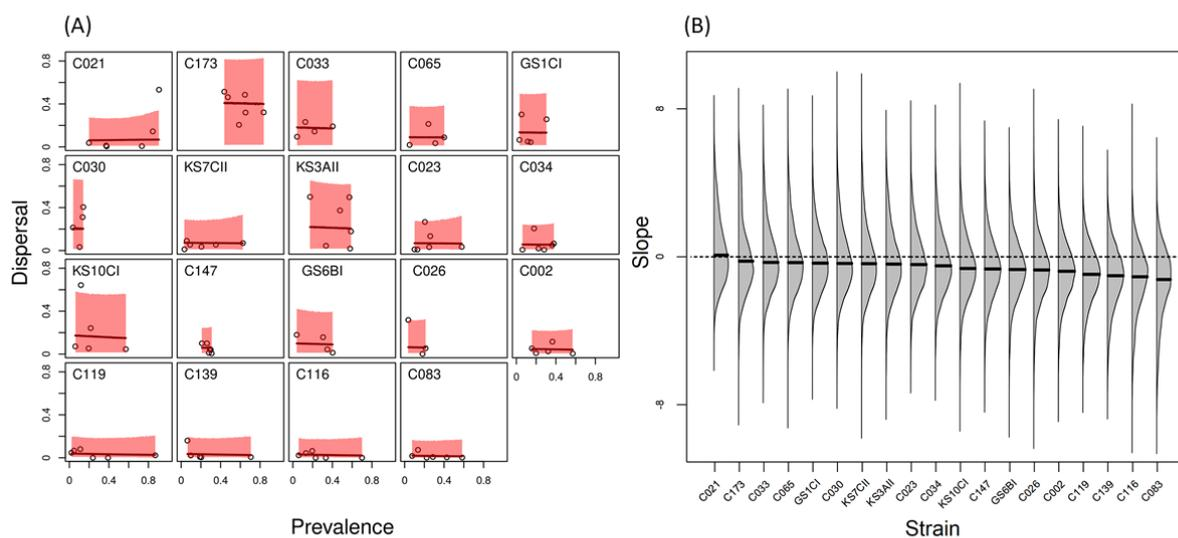 (A)
(B)
C021 C173 C033 C065 GS1CI
0.8
0.4
0
C030 KS7CII KS3AII C023 C034
0.8
0.4
0
KS10CI C147 GS6BI C026 C002
0.8
0.4
0
0 0.4 0.8
C119 C139 C116 C083
0.8
0.4
0
0 0.4 0.8 0 0.4 0.8 0 0.4 0.8 0 0.4 0.8
Dispersal
Prevalence
8
0
-8
Slope
C021 C173 C033 C065 GS1CI C030 KS7CII KS3AII C023 C034 KS10CI C147 GS6BI C026 C002 C119 C139 C116 C083
Strain